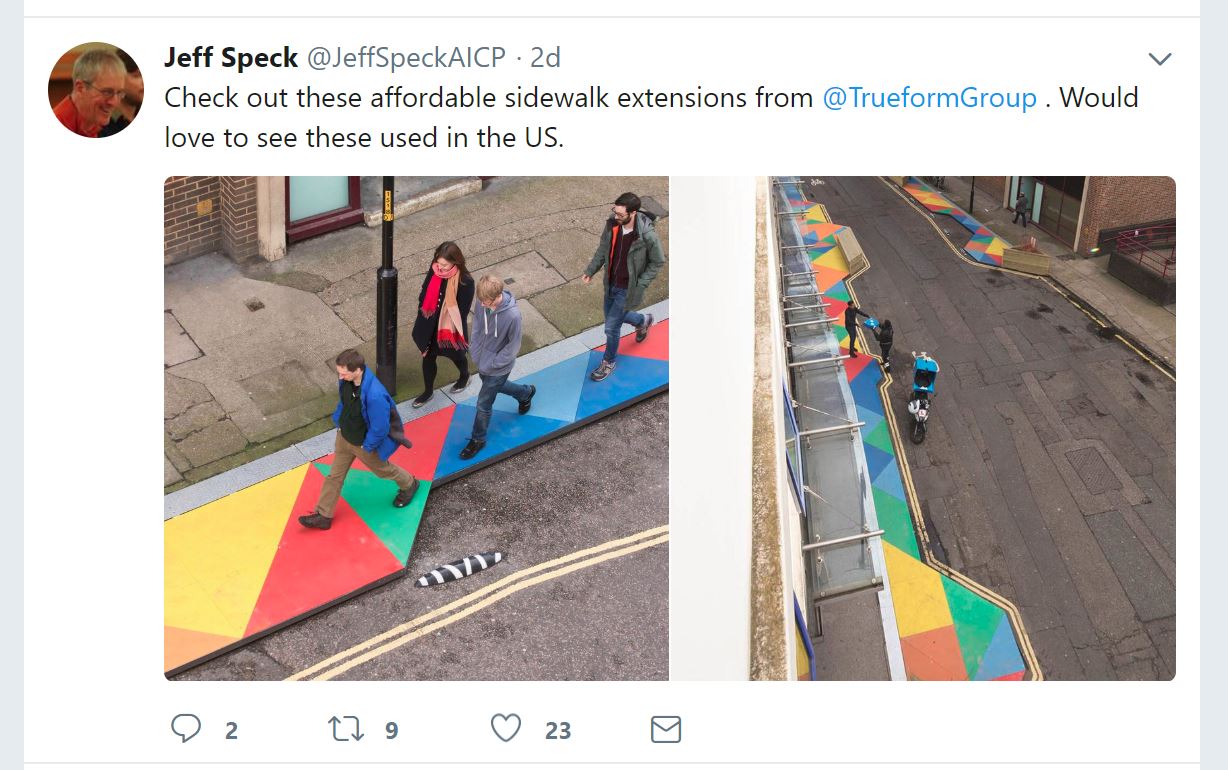 Jeff Speck @JeffSpeckAICP · 2d
Check out these affordable sidewalk extensions from @TrueformGroup . Would
love to see these used in the US.
2 9 23